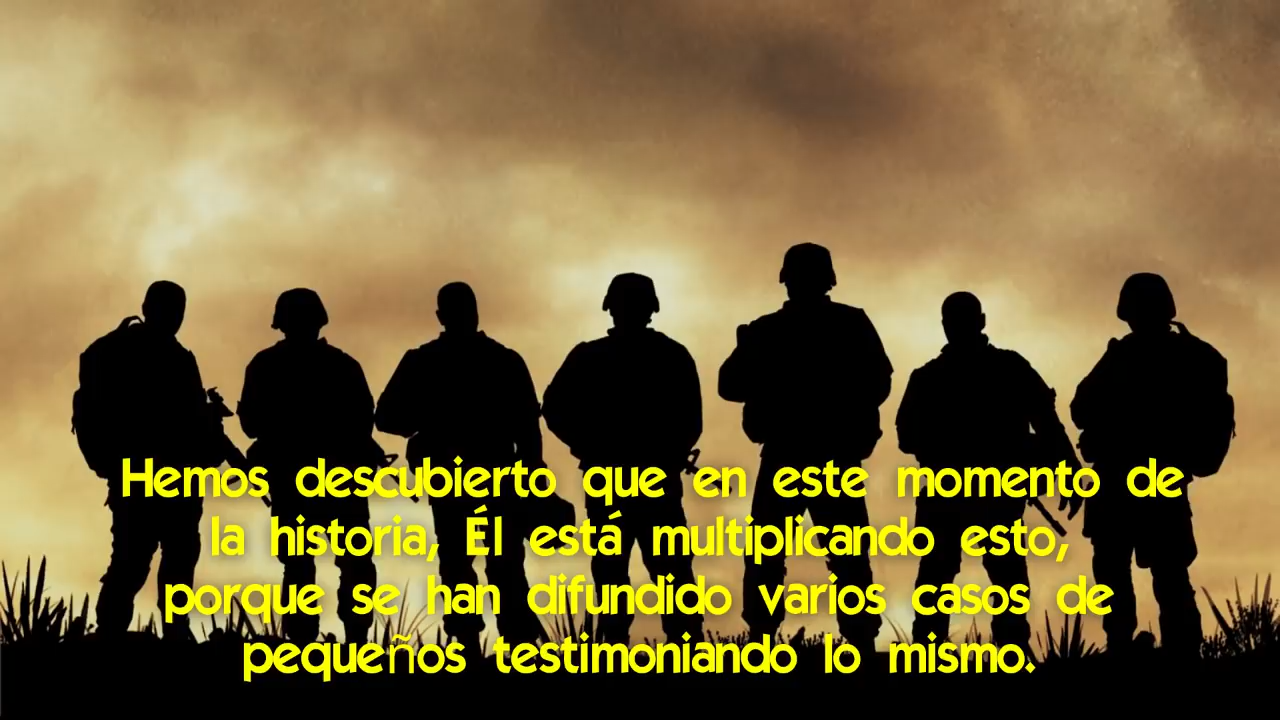 Hemos descubierto que en este momento de
la historia, Él está multiplicando esto,
porque se han difundido varios casos de
pequeños testimoniando lo mismo.